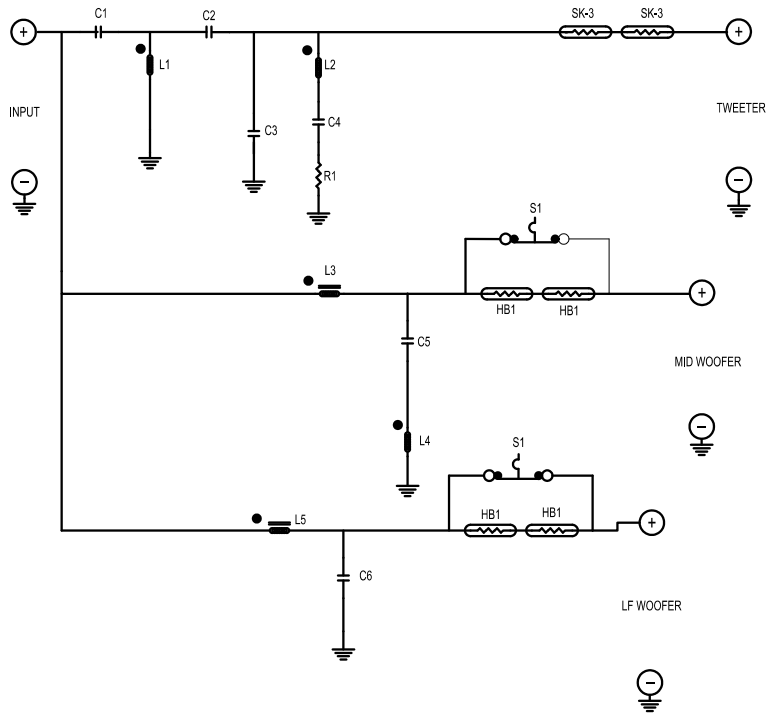 C1
C2
SK-3
SK-3
+
+
L1
L2
INPUT
TWEETER
C3
C4
R1
−
−
S1
L3
HB1
HB1
+
C5
MID WOOFER
L4
−
S1
L5
HB1
HB1
+
C6
LF WOOFER
−